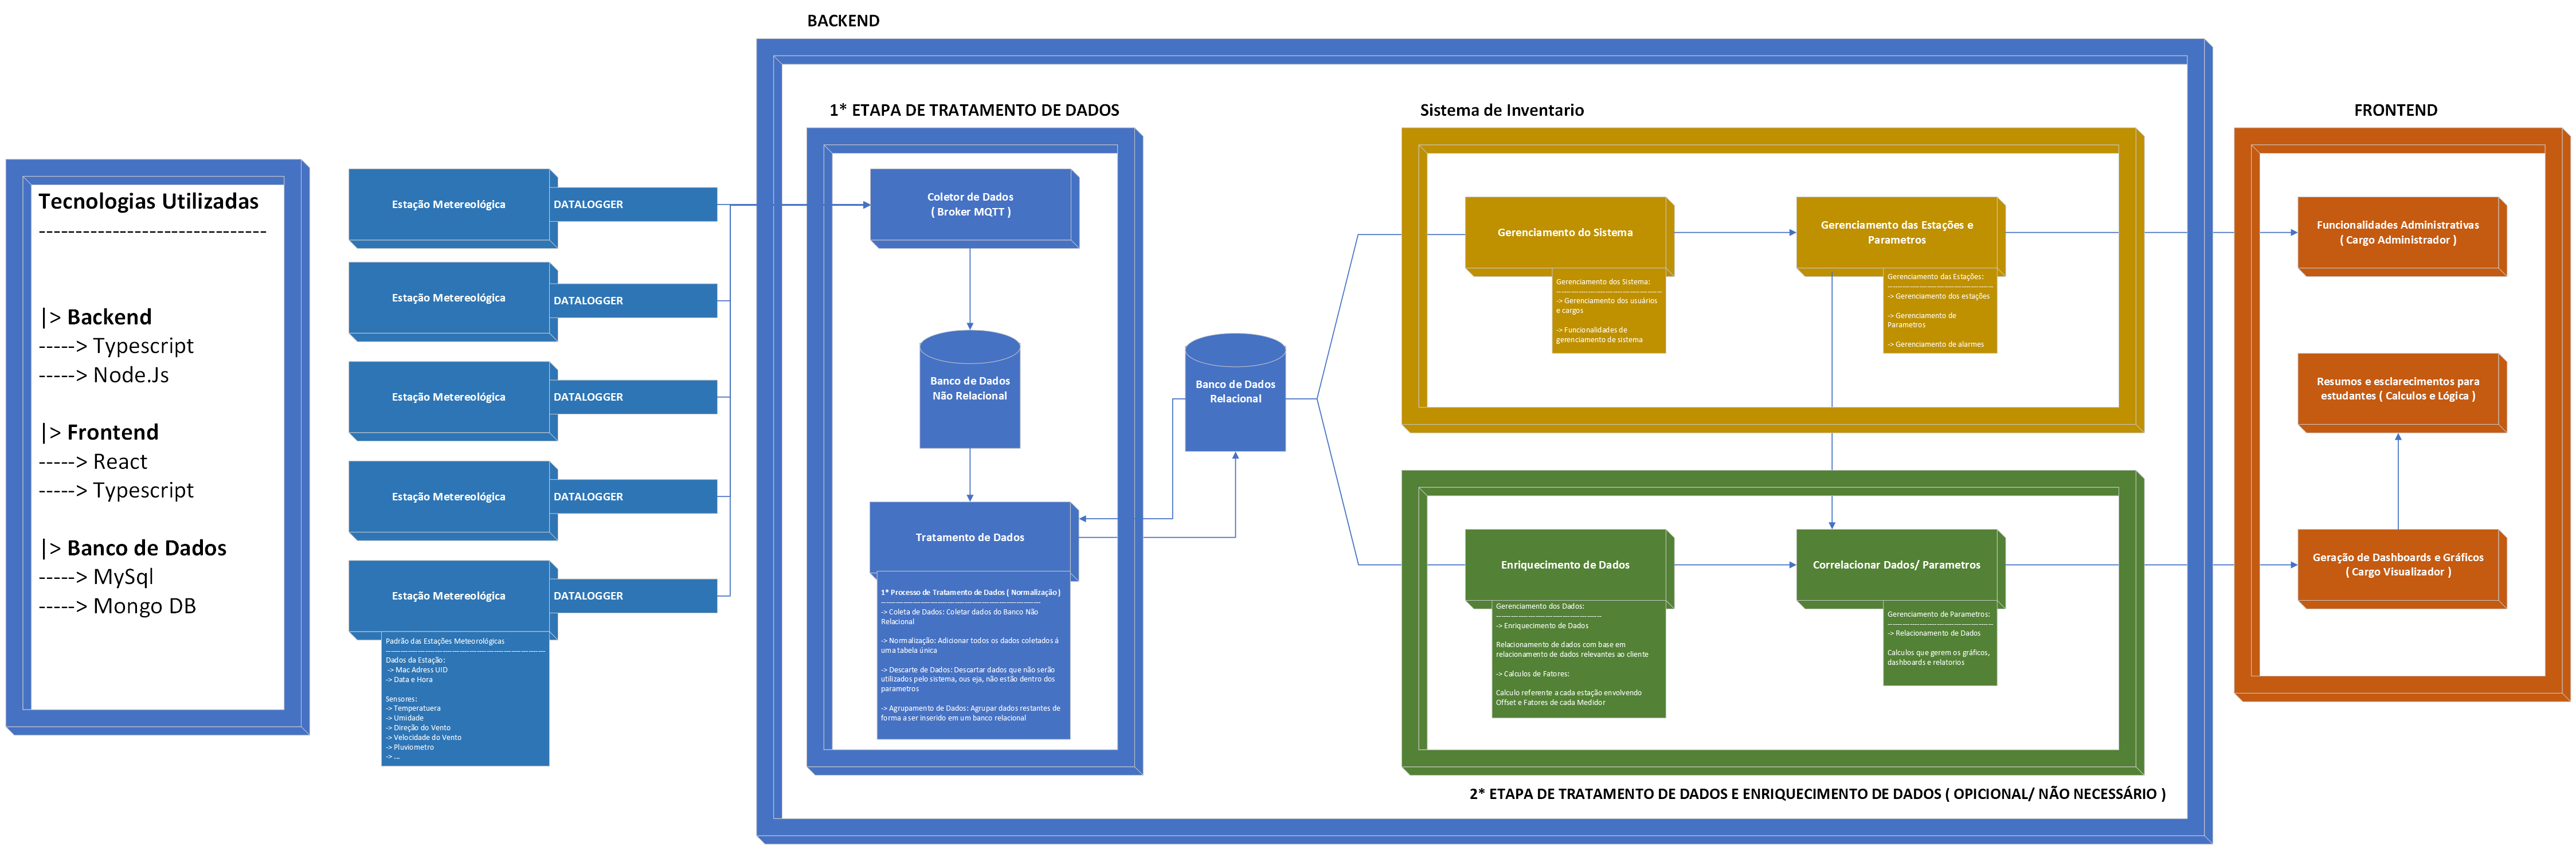 BACKEND
1* ETAPA DE TRATAMENTO DE DADOS
Sistema de Inventario
FRONTEND
Tecnologias Utilizadas
-------------------------------
|> Backend
-----> Typescript
-----> Node.Js
|> Frontend
-----> React
-----> Typescript
|> Banco de Dados
-----> MySql
-----> Mongo DB
Estação Metereológica
DATALOGGER
Estação Metereológica
DATALOGGER
Estação Metereológica
DATALOGGER
Estação Metereológica
DATALOGGER
Estação Metereológica
DATALOGGER
Padrão das Estações Meteorológicas
------------------------------------------------------
Dados da Estação:
-> Mac Adress UID
-> Data e Hora
Sensores:
-> Temperatuera
-> Umidade
-> Direção do Vento
-> Velocidade do Vento
-> Pluviometro
-> ...
Coletor de Dados
( Broker MQTT )
Banco de Dados
Não Relacional
Tratamento de Dados
1* Processo de Tratamento de Dados ( Normalização )
------------------------------------------------------
-> Coleta de Dados: Coletar dados do Banco Não
Relacional
-> Normalização: Adicionar todos os dados coletados á
uma tabela única
-> Descarte de Dados: Descartar dados que não serão
utilizados pelo sistema, ous eja, não estão dentro dos
parametros
-> Agrupamento de Dados: Agrupar dados restantes de
forma a ser inserido em um banco relacional
Banco de Dados
Relacional
Gerenciamento do Sistema
Gerenciamento dos Sistema:
------------------------------------
-> Gerenciamento dos usuários
e cargos
-> Funcionalidades de
gerenciamento de sistema
Gerenciamento das Estações e
Parametros
Gerenciamento das Estações:
------------------------------------
-> Gerenciamento dos estações
-> Gerenciamento de
Parametros
-> Gerenciamento de alarmes
Enriquecimento de Dados
Gerenciamento dos Dados:
------------------------------------
-> Enriquecimento de Dados
Relacionamento de dados com base em
relacionamento de dados relevantes ao cliente
-> Calculos de Fatores:
Calculo referente a cada estação envolvendo
Offset e Fatores de cada Medidor
Correlacionar Dados/ Parametros
Gerenciamento de Parametros:
------------------------------------
-> Relacionamento de Dados
Calculos que gerem os gráficos,
dashboards e relatorios
2* ETAPA DE TRATAMENTO DE DADOS E ENRIQUECIMENTO DE DADOS ( OPICIONAL/ NÃO NECESSÁRIO )
Funcionalidades Administrativas
( Cargo Administrador )
Resumos e esclarecimentos para
estudantes ( Calculos e Lógica )
Geração de Dashboards e Gráficos
( Cargo Visualizador )